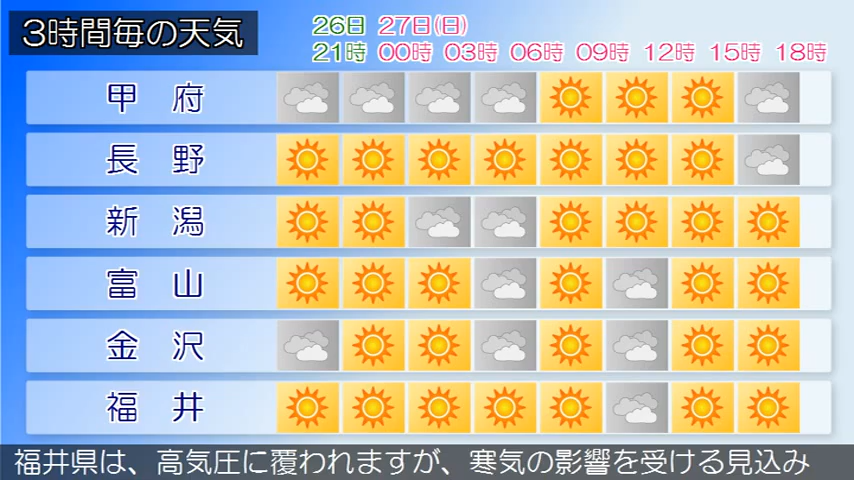 3時間毎の天気
26日 27日(日)
21時 00時 03時 06時 09時 12時 15時 18時
甲府
長野
新潟
富山
金沢
福井
福井県は、高気圧に覆われますが、寒気の影響を受ける見込み